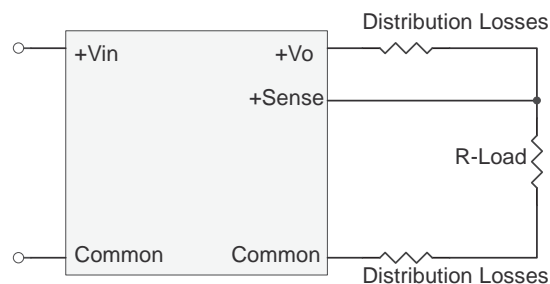 Distribution Losses
+Vin
+Vo
+Sense
R-Load
Common
Common
Distribution Losses